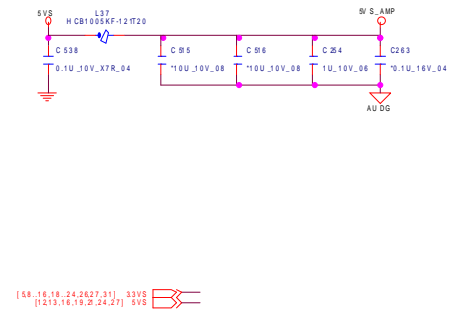 5VS L37 5VS_AMP
HCB1005KF-121T20
C538 C515 C516 C254 C263
0.1U_10V_X7R_04 *10U_10V_08 *10U_10V_08 1U_10V_06 *0.1U_16V_04
AUDG
[5,8..16,18..24,26,27,31] 3.3VS
[12,13,16,19,21,24..27] 5VS